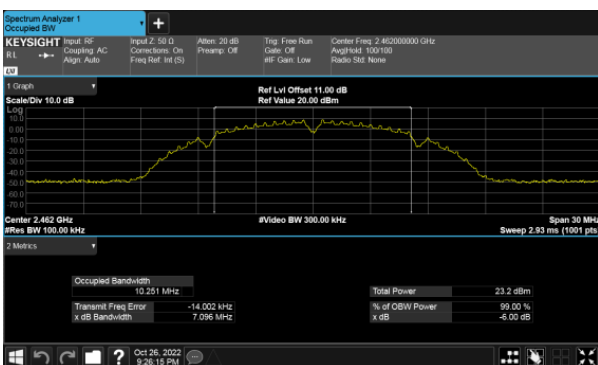 Spectrum Analyzer 1
Occupied BW
+
KEYSIGHT Input: RF Input Z: 50 Ω Atten: 20 dB Trig: Free Run Center Freq: 2.462000000 GHz
R L Coupling: AC Corrections: On Preamp: Off Gate: Off Avg|Hold: 100/100
Align: Auto Freq Ref: Int (S) #IF Gain: Low Radio Std: None
LXI
1 Graph
Ref Lvl Offset 11.00 dB
Scale/Div 10.0 dB Ref Value 20.00 dBm
Log
10.0
0.00
-10.0
-20.0
-30.0
-40.0
-50.0
-60.0
-70.0
Center 2.462 GHz #Video BW 300.00 kHz Span 30 MHz
#Res BW 100.00 kHz Sweep 2.93 ms (1001 pts
2 Metrics
Occupied Bandwidth
10.251 MHz Total Power 23.2 dBm
Transmit Freq Error -14.002 kHz % of OBW Power 99.00 %
x dB Bandwidth 7.096 MHz x dB -6.00 dB
? Oct 26, 2022
9:26:15 PM